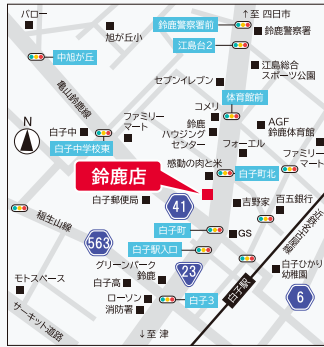 バロー
旭が丘小
鈴鹿警察署前
↑至 四日市
鈴鹿警察署
中旭が丘
江島台2
江島総合
スポーツ公園
セブンイレブン
亀山鈴鹿線
体育館前
コメリ
ファミリー
マート
鈴鹿
ハウジング
センター
AGF
鈴鹿体育館
N
白子中
白子中学校東
フォーエル
ファミリー
マート
感動の肉と米
白子町北
鈴鹿店
白子郵便局
41
吉野家
百五銀行
稲生山線
白子町
近鉄名古屋線
563
白子駅入口
GS
グリーンパーク
鈴鹿
23
白子駅
白子ひかり
幼稚園
モトスペース
白子高
ローソン
消防署
白子3
6
サーキット道路
↓至 津